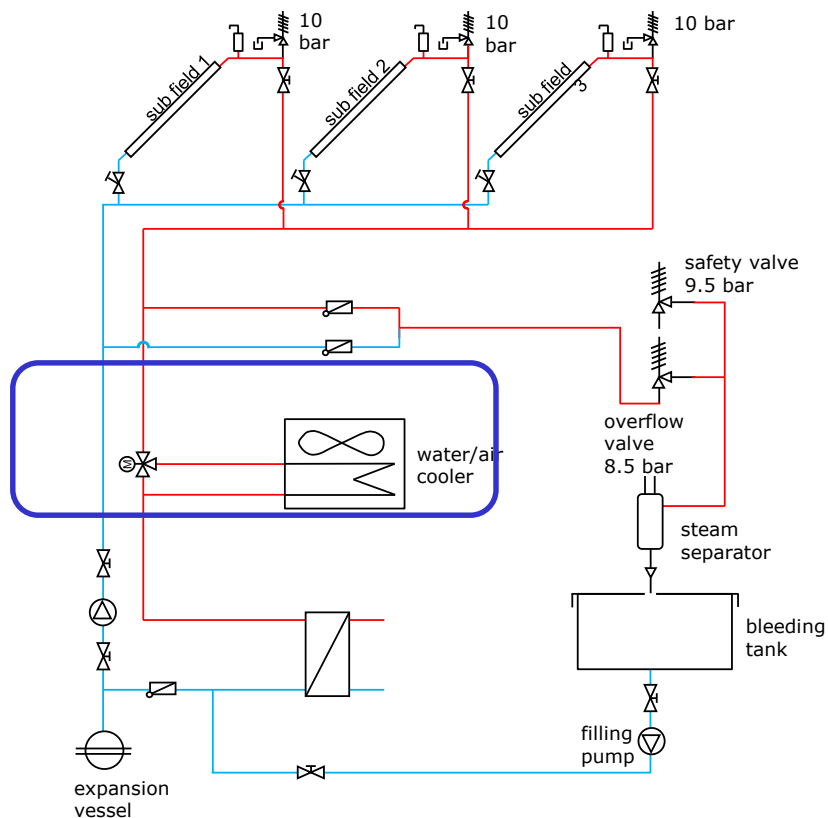 10
bar
10
bar
10 bar
sub field 1
sub field 2
sub field
3
safety valve
9.5 bar
overflow
valve
8.5 bar
water/air
cooler
M
steam
separator
bleeding
tank
filling
pump
expansion
vessel